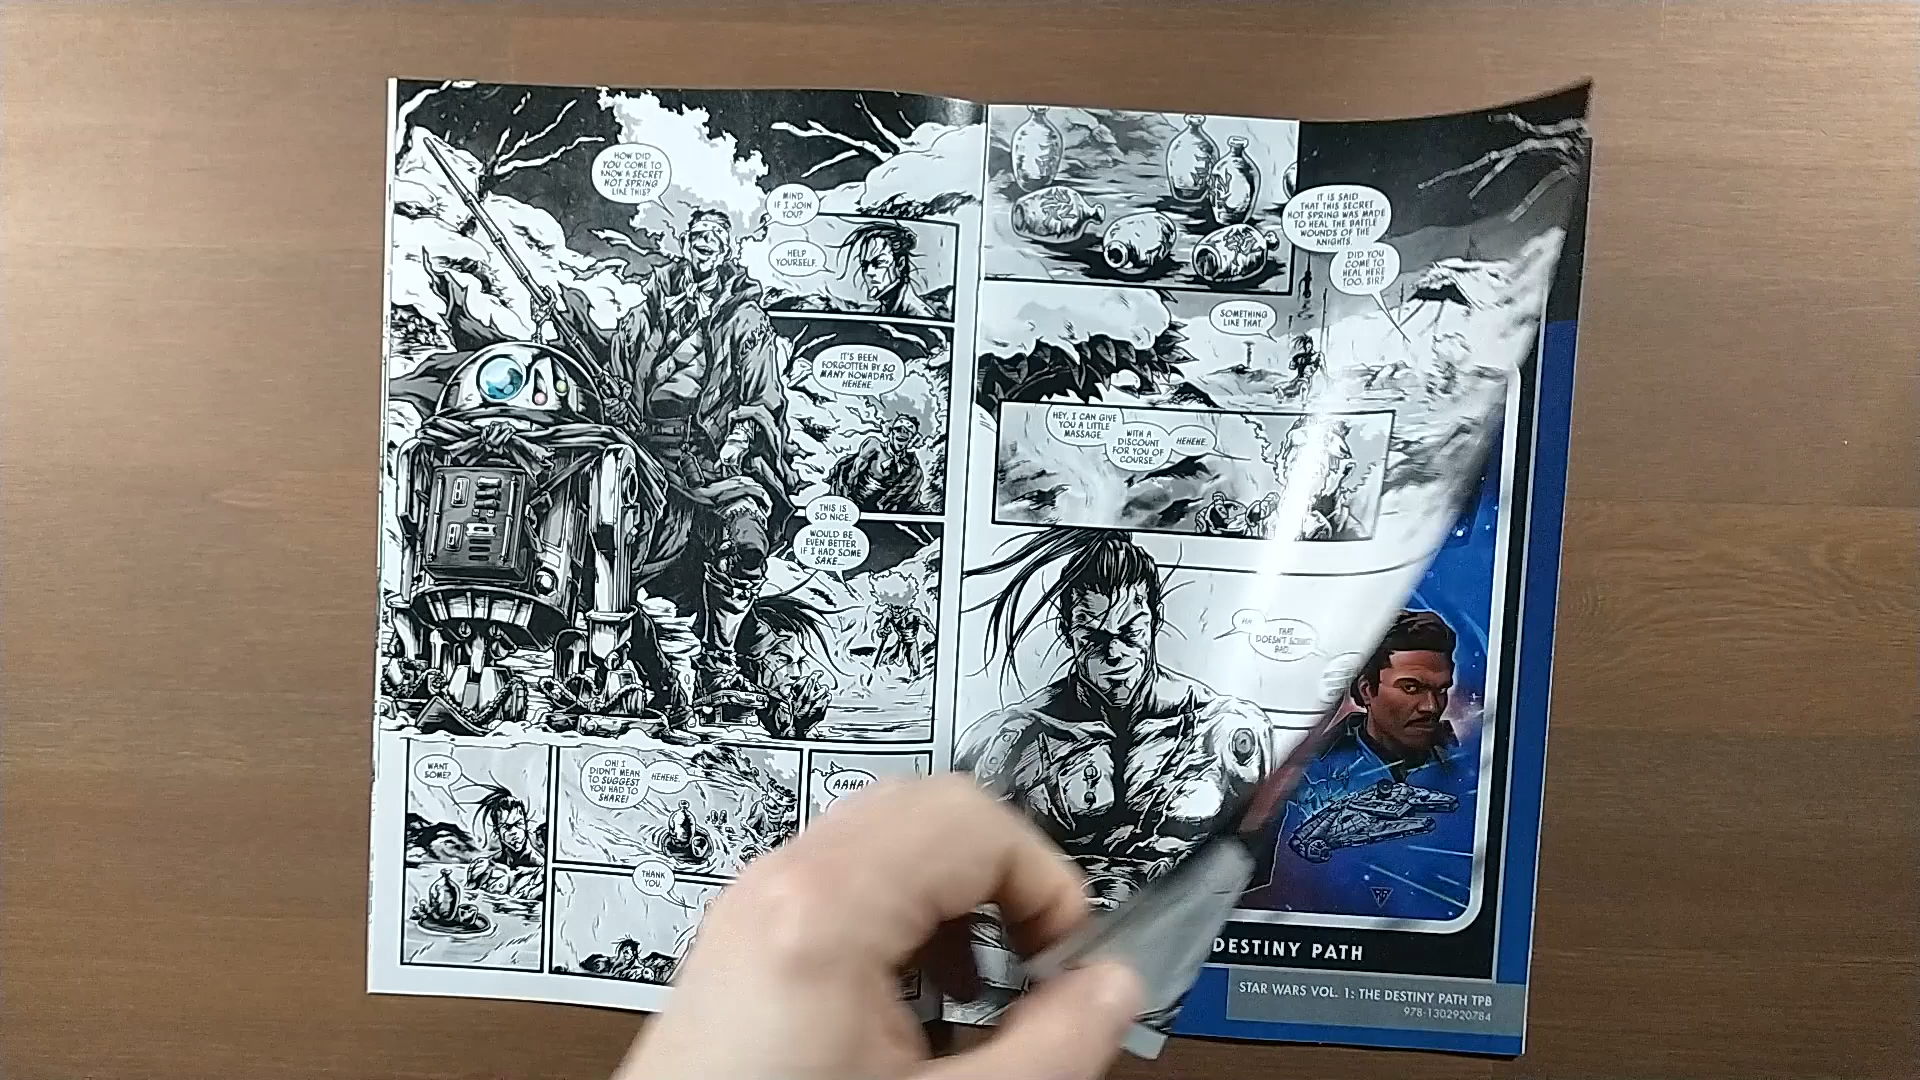 HOW DID
YOU COME TO
KNOW A SECRET
HOT SPRING
LIKE THIS?
MIND
IF I JOIN
YOU?
HELP
YOURSELF.
IT'S BEEN
FORGOTTEN BY SO
MANY NOWADAYS.
HEHEHE.
THIS IS
SO NICE.
WOULD BE
EVEN BETTER
IF I HAD SOME
SAKE...
WANT
SOME?
OH! I
DIDN'T MEAN
TO SUGGEST
YOU HAD TO
SHARE!
HEHEHE.
AAHA!
THANK
YOU.
IT IS SAID
THAT THIS SECRET
HOT SPRING WAS MADE
TO HEAL THE BATTLE
WOUNDS OF THE
KNIGHTS.
DID YOU
COME TO
HEAL HERE
TOO, SIR?
SOMETHING
LIKE THAT.
HEY, I CAN GIVE
YOU A LITTLE
MASSAGE.
WITH A
DISCOUNT
FOR YOU OF
COURSE.
HEHEHE.
THAT
DOESN'T SOUND
BAD...
DESTINY PATH
STAR WARS VOL. 1: THE DESTINY PATH TPB
978-1302920784